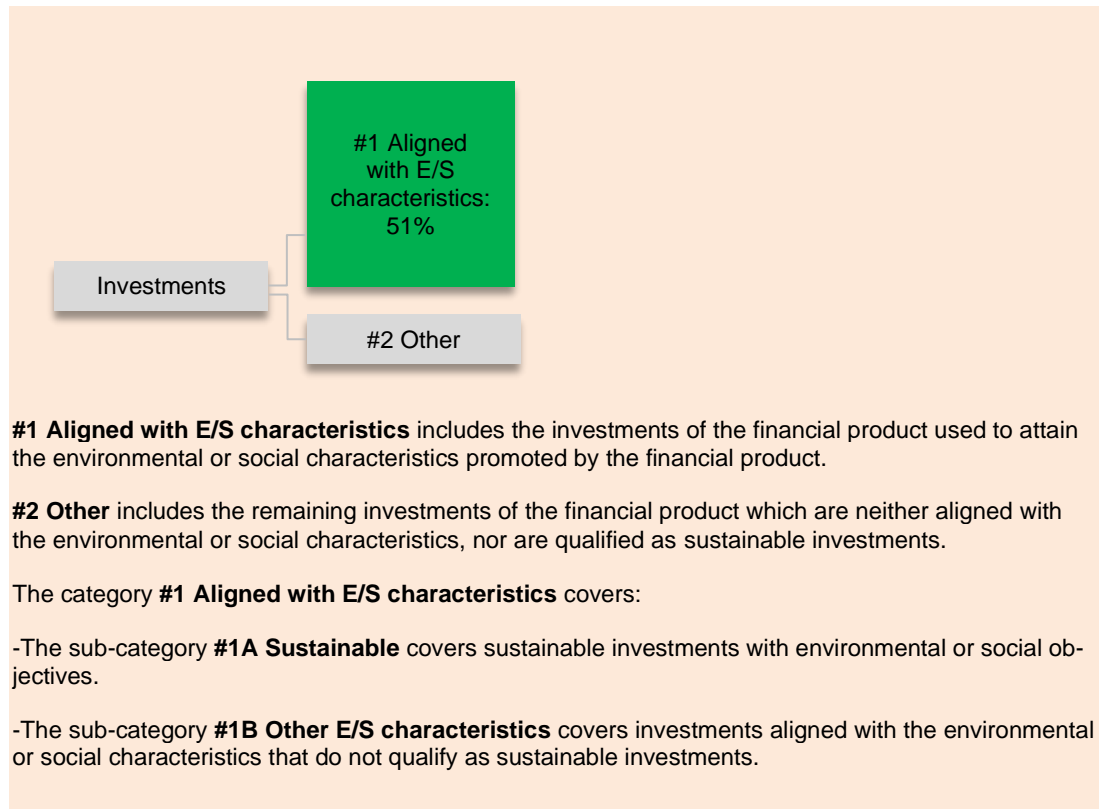 #1 Aligned
with E/S
characteristics:
51%
Investments
#2 Other
#1 Aligned with E/S characteristics includes the investments of the financial product used to attain
the environmental or social characteristics promoted by the financial product.
#2 Other includes the remaining investments of the financial product which are neither aligned with
the environmental or social characteristics, nor are qualified as sustainable investments.
The category #1 Aligned with E/S characteristics covers:
-The sub-category #1A Sustainable covers sustainable investments with environmental or social ob-
jectives.
-The sub-category #1B Other E/S characteristics covers investments aligned with the environmental
or social characteristics that do not qualify as sustainable investments.